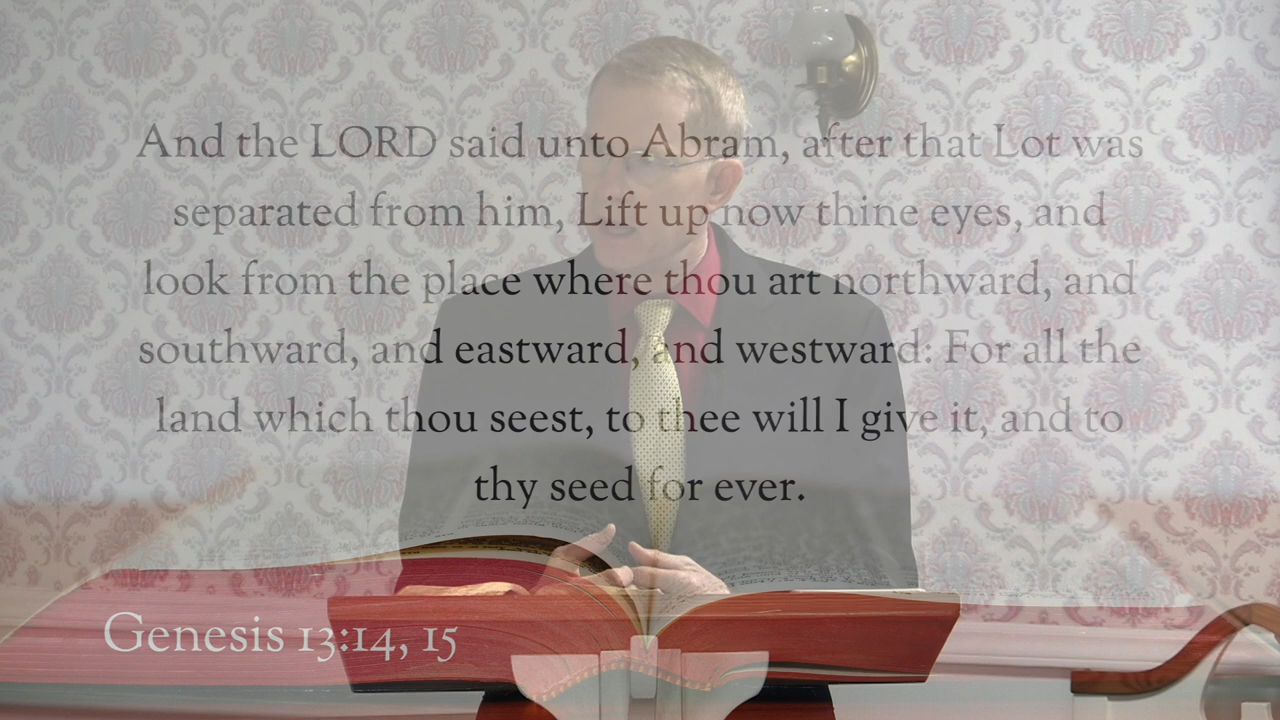 And the LORD said unto Abram, after that Lot was
separated from him, Lift up now thine eyes, and
look from the place where thou art northward, and
southward, and eastward, and westward: For all the
land which thou seest, to thee will I give it, and to
thy seed for ever.
Genesis 13:14, 15